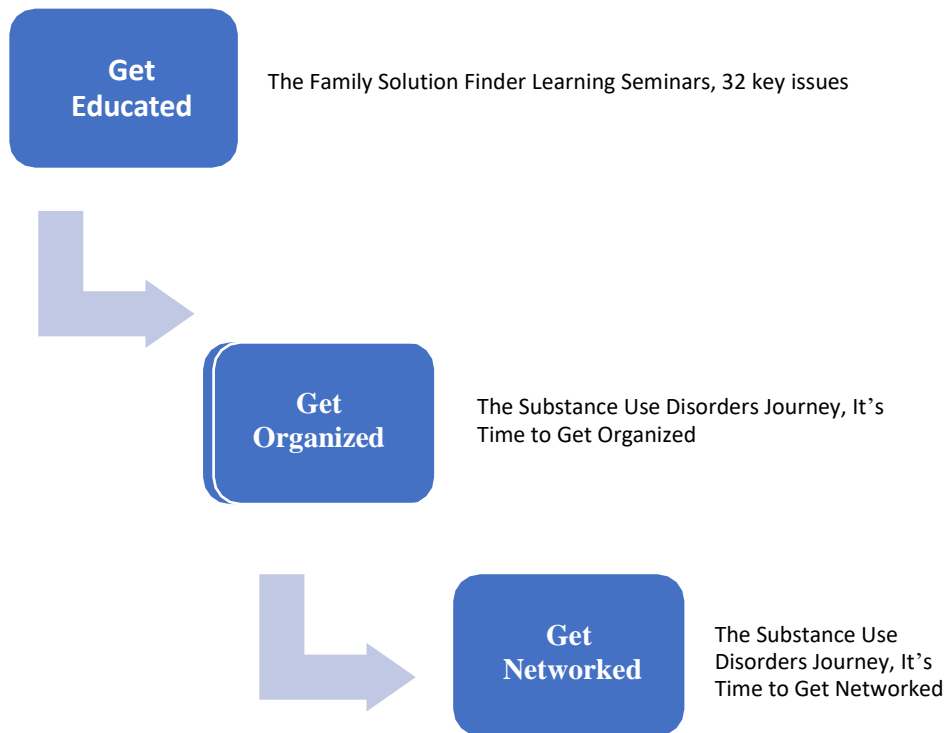 Get
Educated
The Family Solution Finder Learning Seminars, 32 key issues
Get
Organized
The Substance Use Disorders Journey, It’s
Time to Get Organized
Get
Networked
The Substance Use
Disorders Journey, It’s
Time to Get Networked